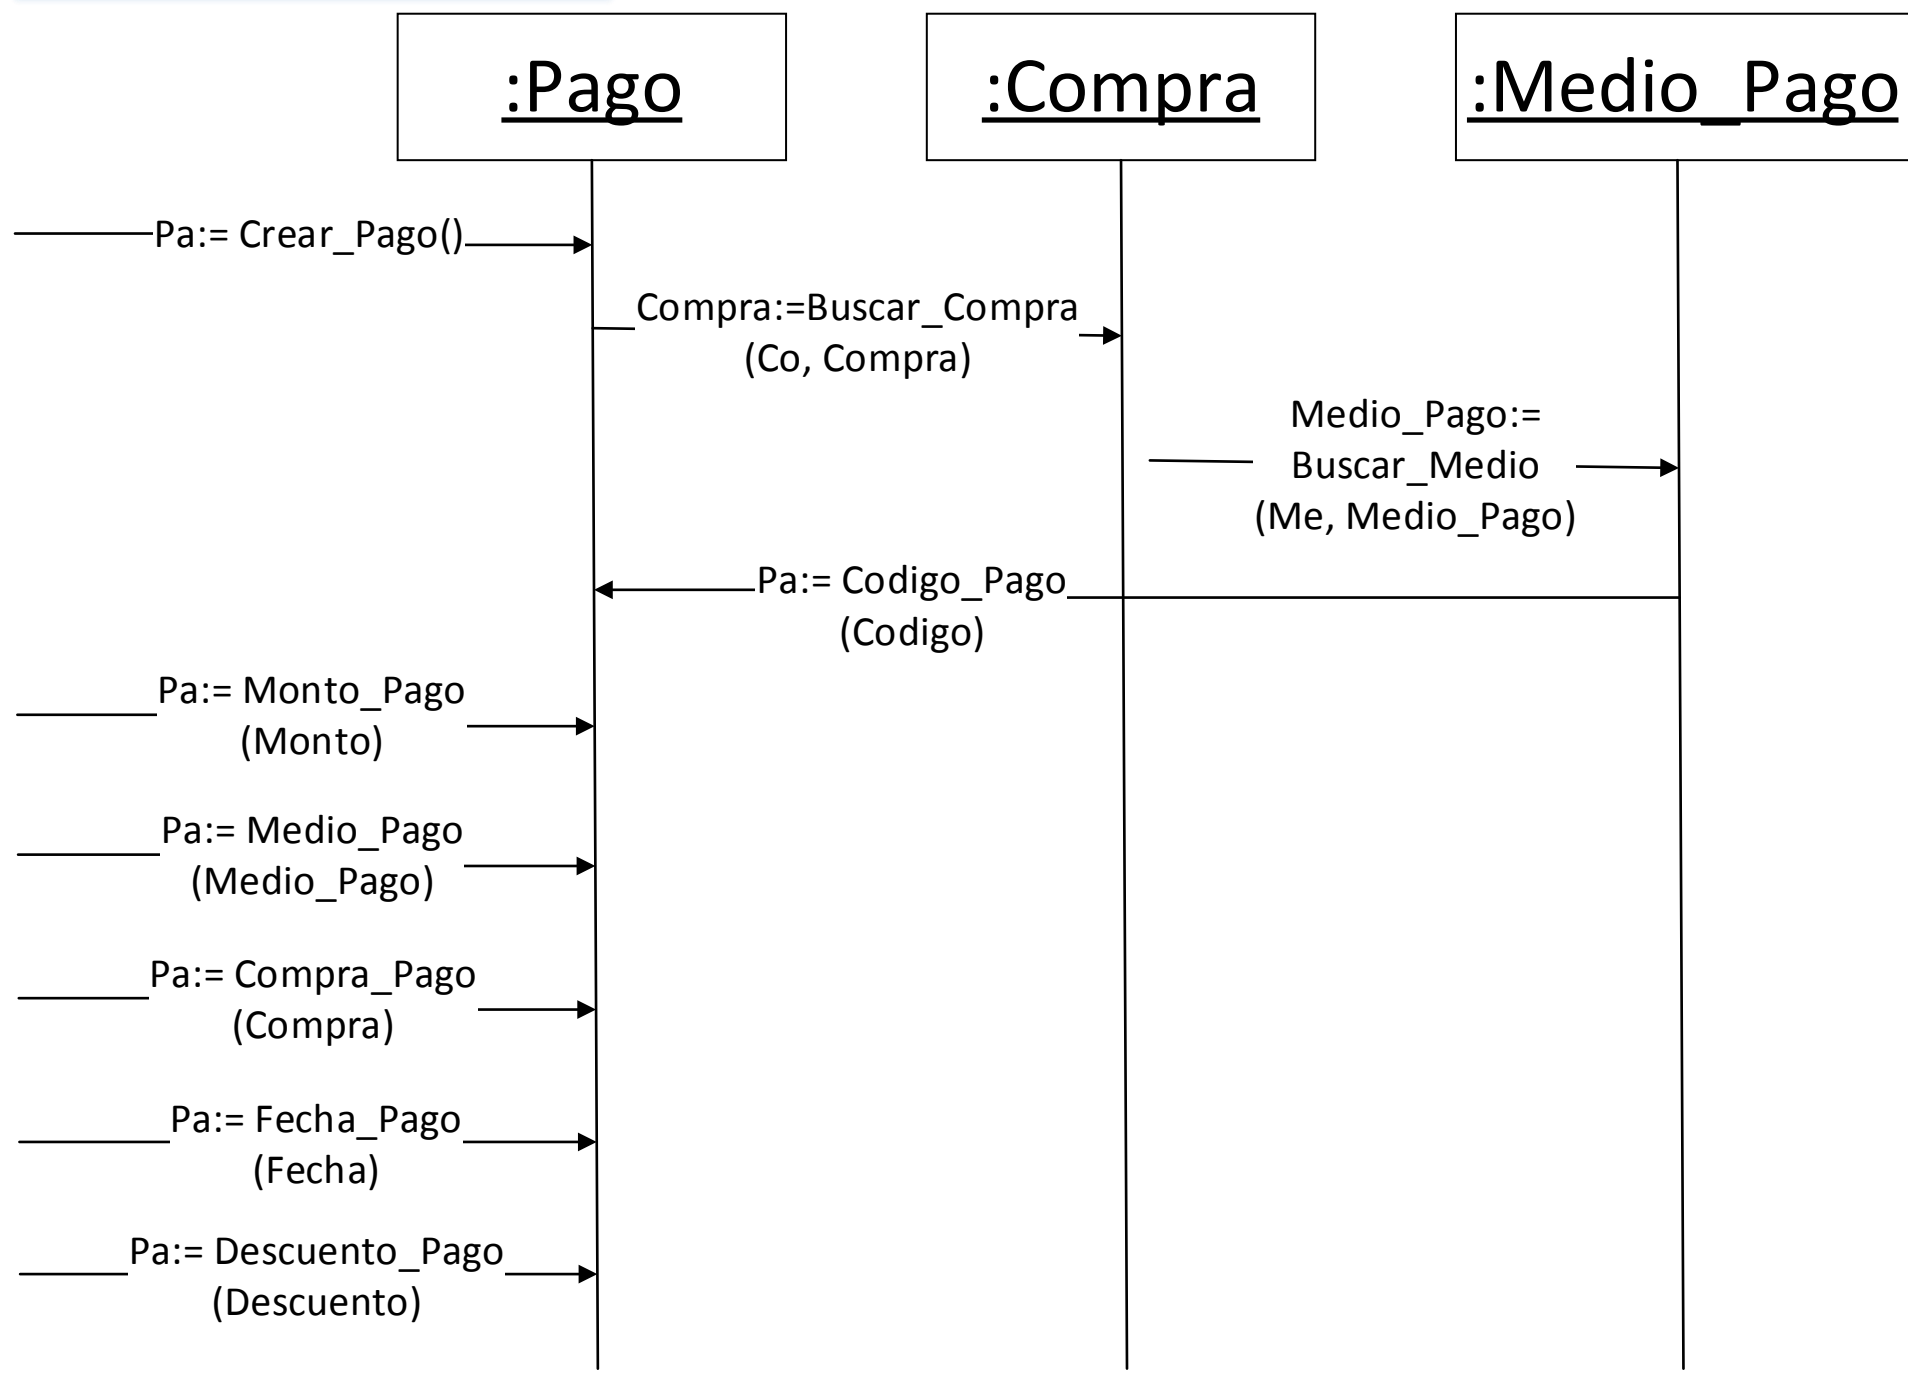 :Pago
:Compra
:Medio_Pago
Pa:= Crear_Pago()
Compra:=Buscar_Compra
(Co, Compra)
Medio_Pago:=
Buscar_Medio
(Me, Medio_Pago)
Pa:= Codigo_Pago
(Codigo)
Pa:= Monto_Pago
(Monto)
Pa:= Medio_Pago
(Medio_Pago)
Pa:= Compra_Pago
(Compra)
Pa:= Fecha_Pago
(Fecha)
Pa:= Descuento_Pago
(Descuento)